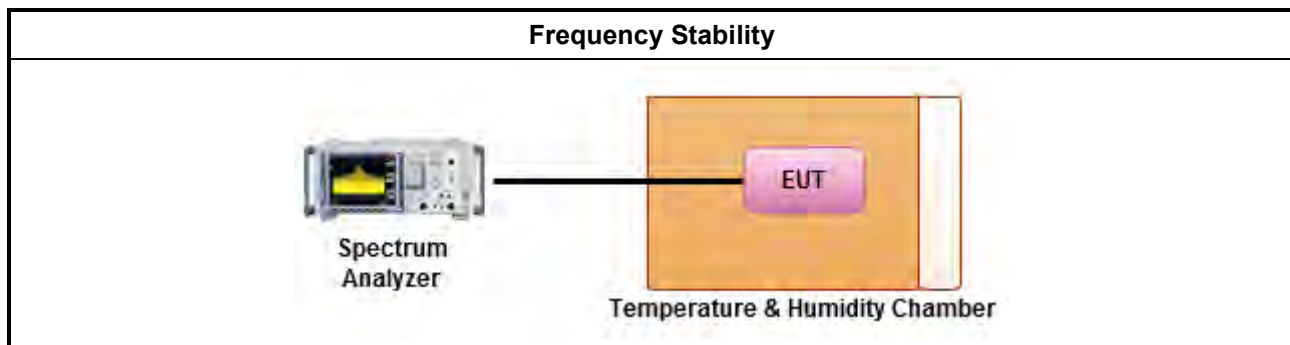 Frequency Stability
EUT
Spectrum
Analyzer
Temperature & Humidity Chamber